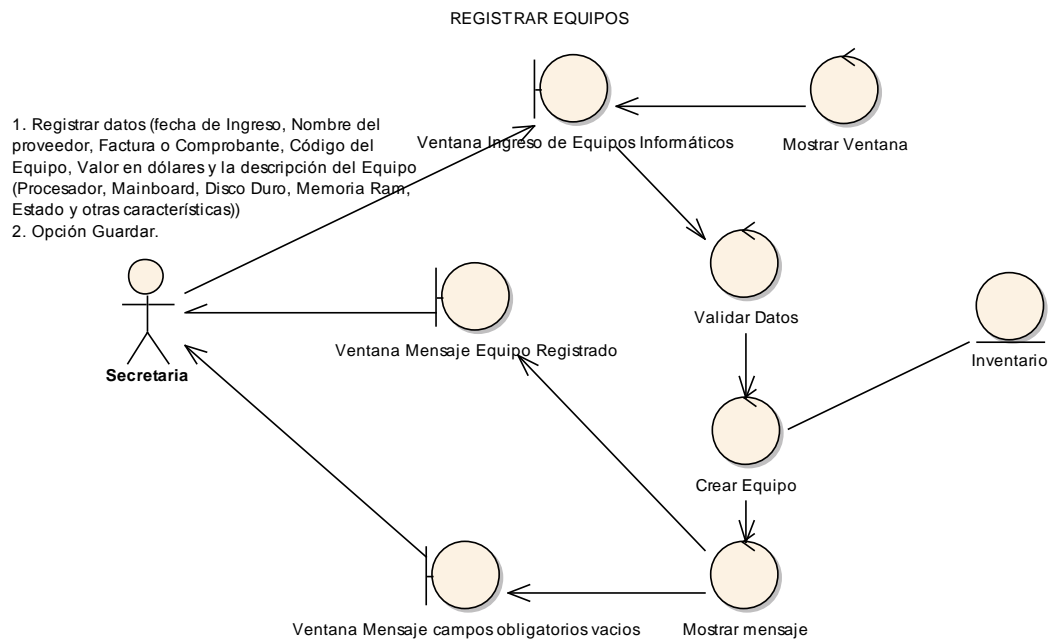 REGISTRAR EQUIPOS
1. Registrar datos (fecha de Ingreso, Nombre del
proveedor, Factura o Comprobante, Código del
Equipo, Valor en dólares y la descripción del Equipo
(Procesador, Mainboard, Disco Duro, Memoria Ram,
Estado y otras características))
2. Opción Guardar.
Ventana Ingreso de Equipos Informáticos
Mostrar Ventana
Validar Datos
Ventana Mensaje Equipo Registrado
Inventario
Secretaria
Crear Equipo
Ventana Mensaje campos obligatorios vacios
Mostrar mensaje